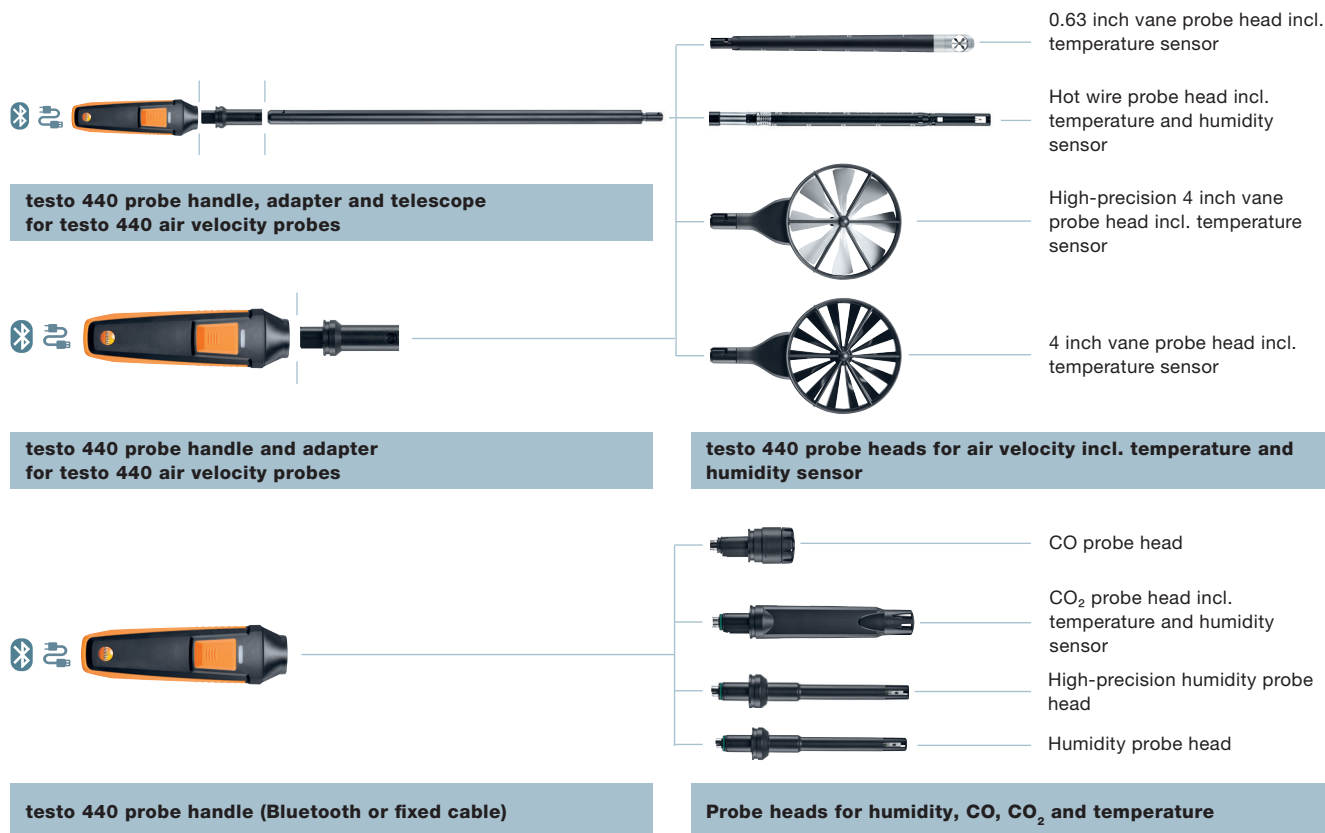 0.63 inch vane probe head incl.
temperature sensor
Hot wire probe head incl.
temperature and humidity
sensor
testo 440 probe handle, adapter and telescope
for testo 440 air velocity probes
High-precision 4 inch vane
probe head incl. temperature
sensor
4 inch vane probe head incl.
temperature sensor
testo 440 probe handle and adapter
for testo 440 air velocity probes
testo 440 probe heads for air velocity incl. temperature and
humidity sensor
CO probe head
CO₂ probe head incl.
temperature and humidity
sensor
High-precision humidity probe
head
Humidity probe head
testo 440 probe handle (Bluetooth or fixed cable)
Probe heads for humidity, CO, CO₂ and temperature